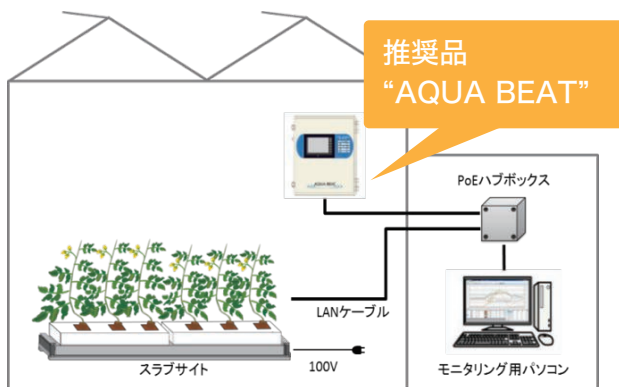 推奨品
“AQUA BEAT”
AQUA BEAT
PoEハブボックス
LANケーブル
スラブサイト
100V
モニタリング用パソコン